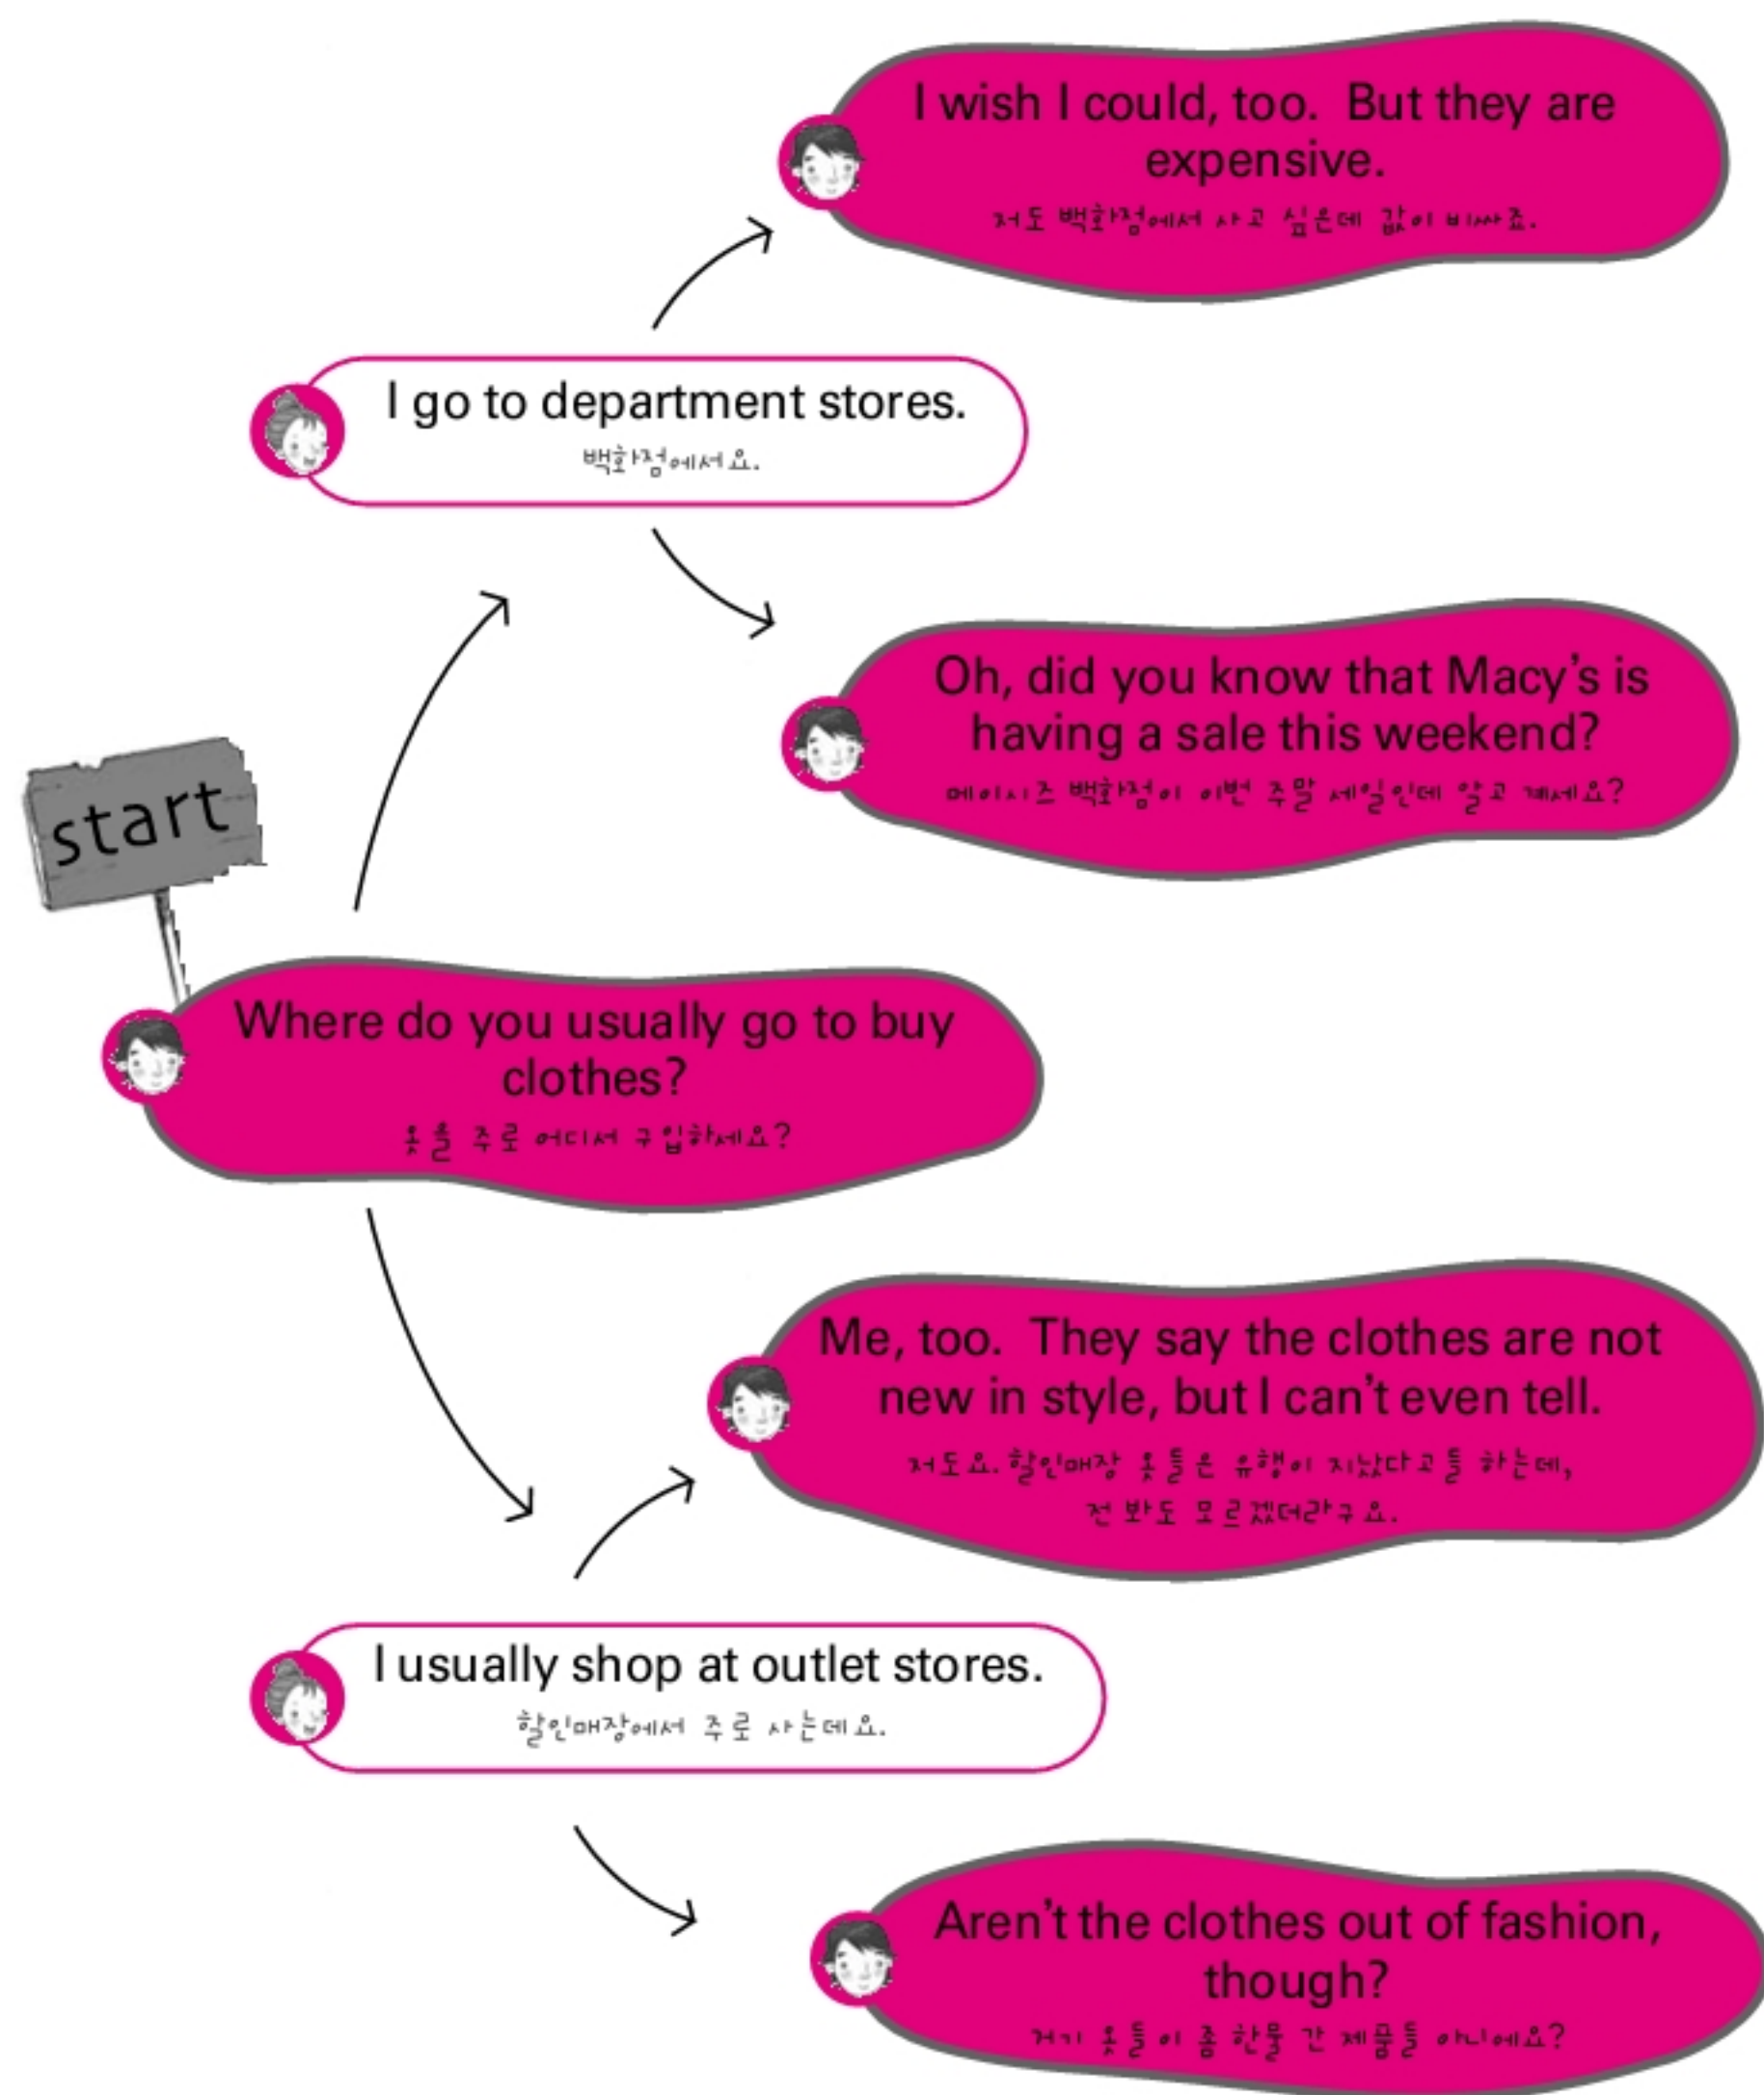 I wish I could, too. But they are
expensive.
저도 백화점에서 사고 싶은데 값이 비싸죠.
I go to department stores.
백화점에서요.
Oh, did you know that Macy's is
having a sale this weekend?
메이시즈 백화점이 이번 주말 세일인데 알고 계세요?
start
Where do you usually go to buy
clothes?
옷을 주로 어디서 구입하세요?
Me, too. They say the clothes are not
new in style, but I can't even tell.
저도요. 할인매장 옷들은 유행이 지났다고들 하는데,
전 봐도 모르겠더라구요.
I usually shop at outlet stores.
할인매장에서 주로 사는데요.
Aren't the clothes out of fashion,
though?
거기 옷들이 좀 한물 간 제품들 아니에요?